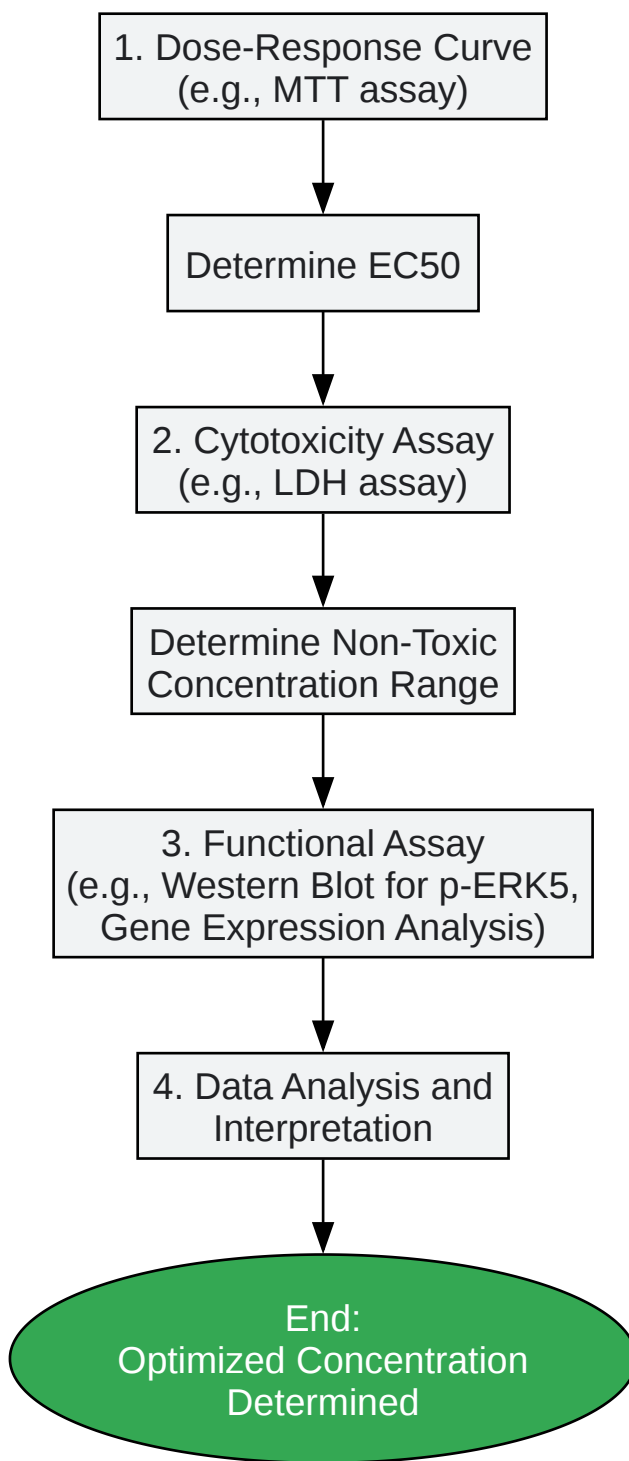 1. Dose-Response Curve
(e.g., MTT assay)
Determine EC50
2. Cytotoxicity Assay
(e.g., LDH assay)
Determine Non-Toxic
Concentration Range
3. Functional Assay
(e.g., Western Blot for p-ERK5,
Gene Expression Analysis)
4. Data Analysis and
Interpretation
End:
Optimized Concentration
Determined